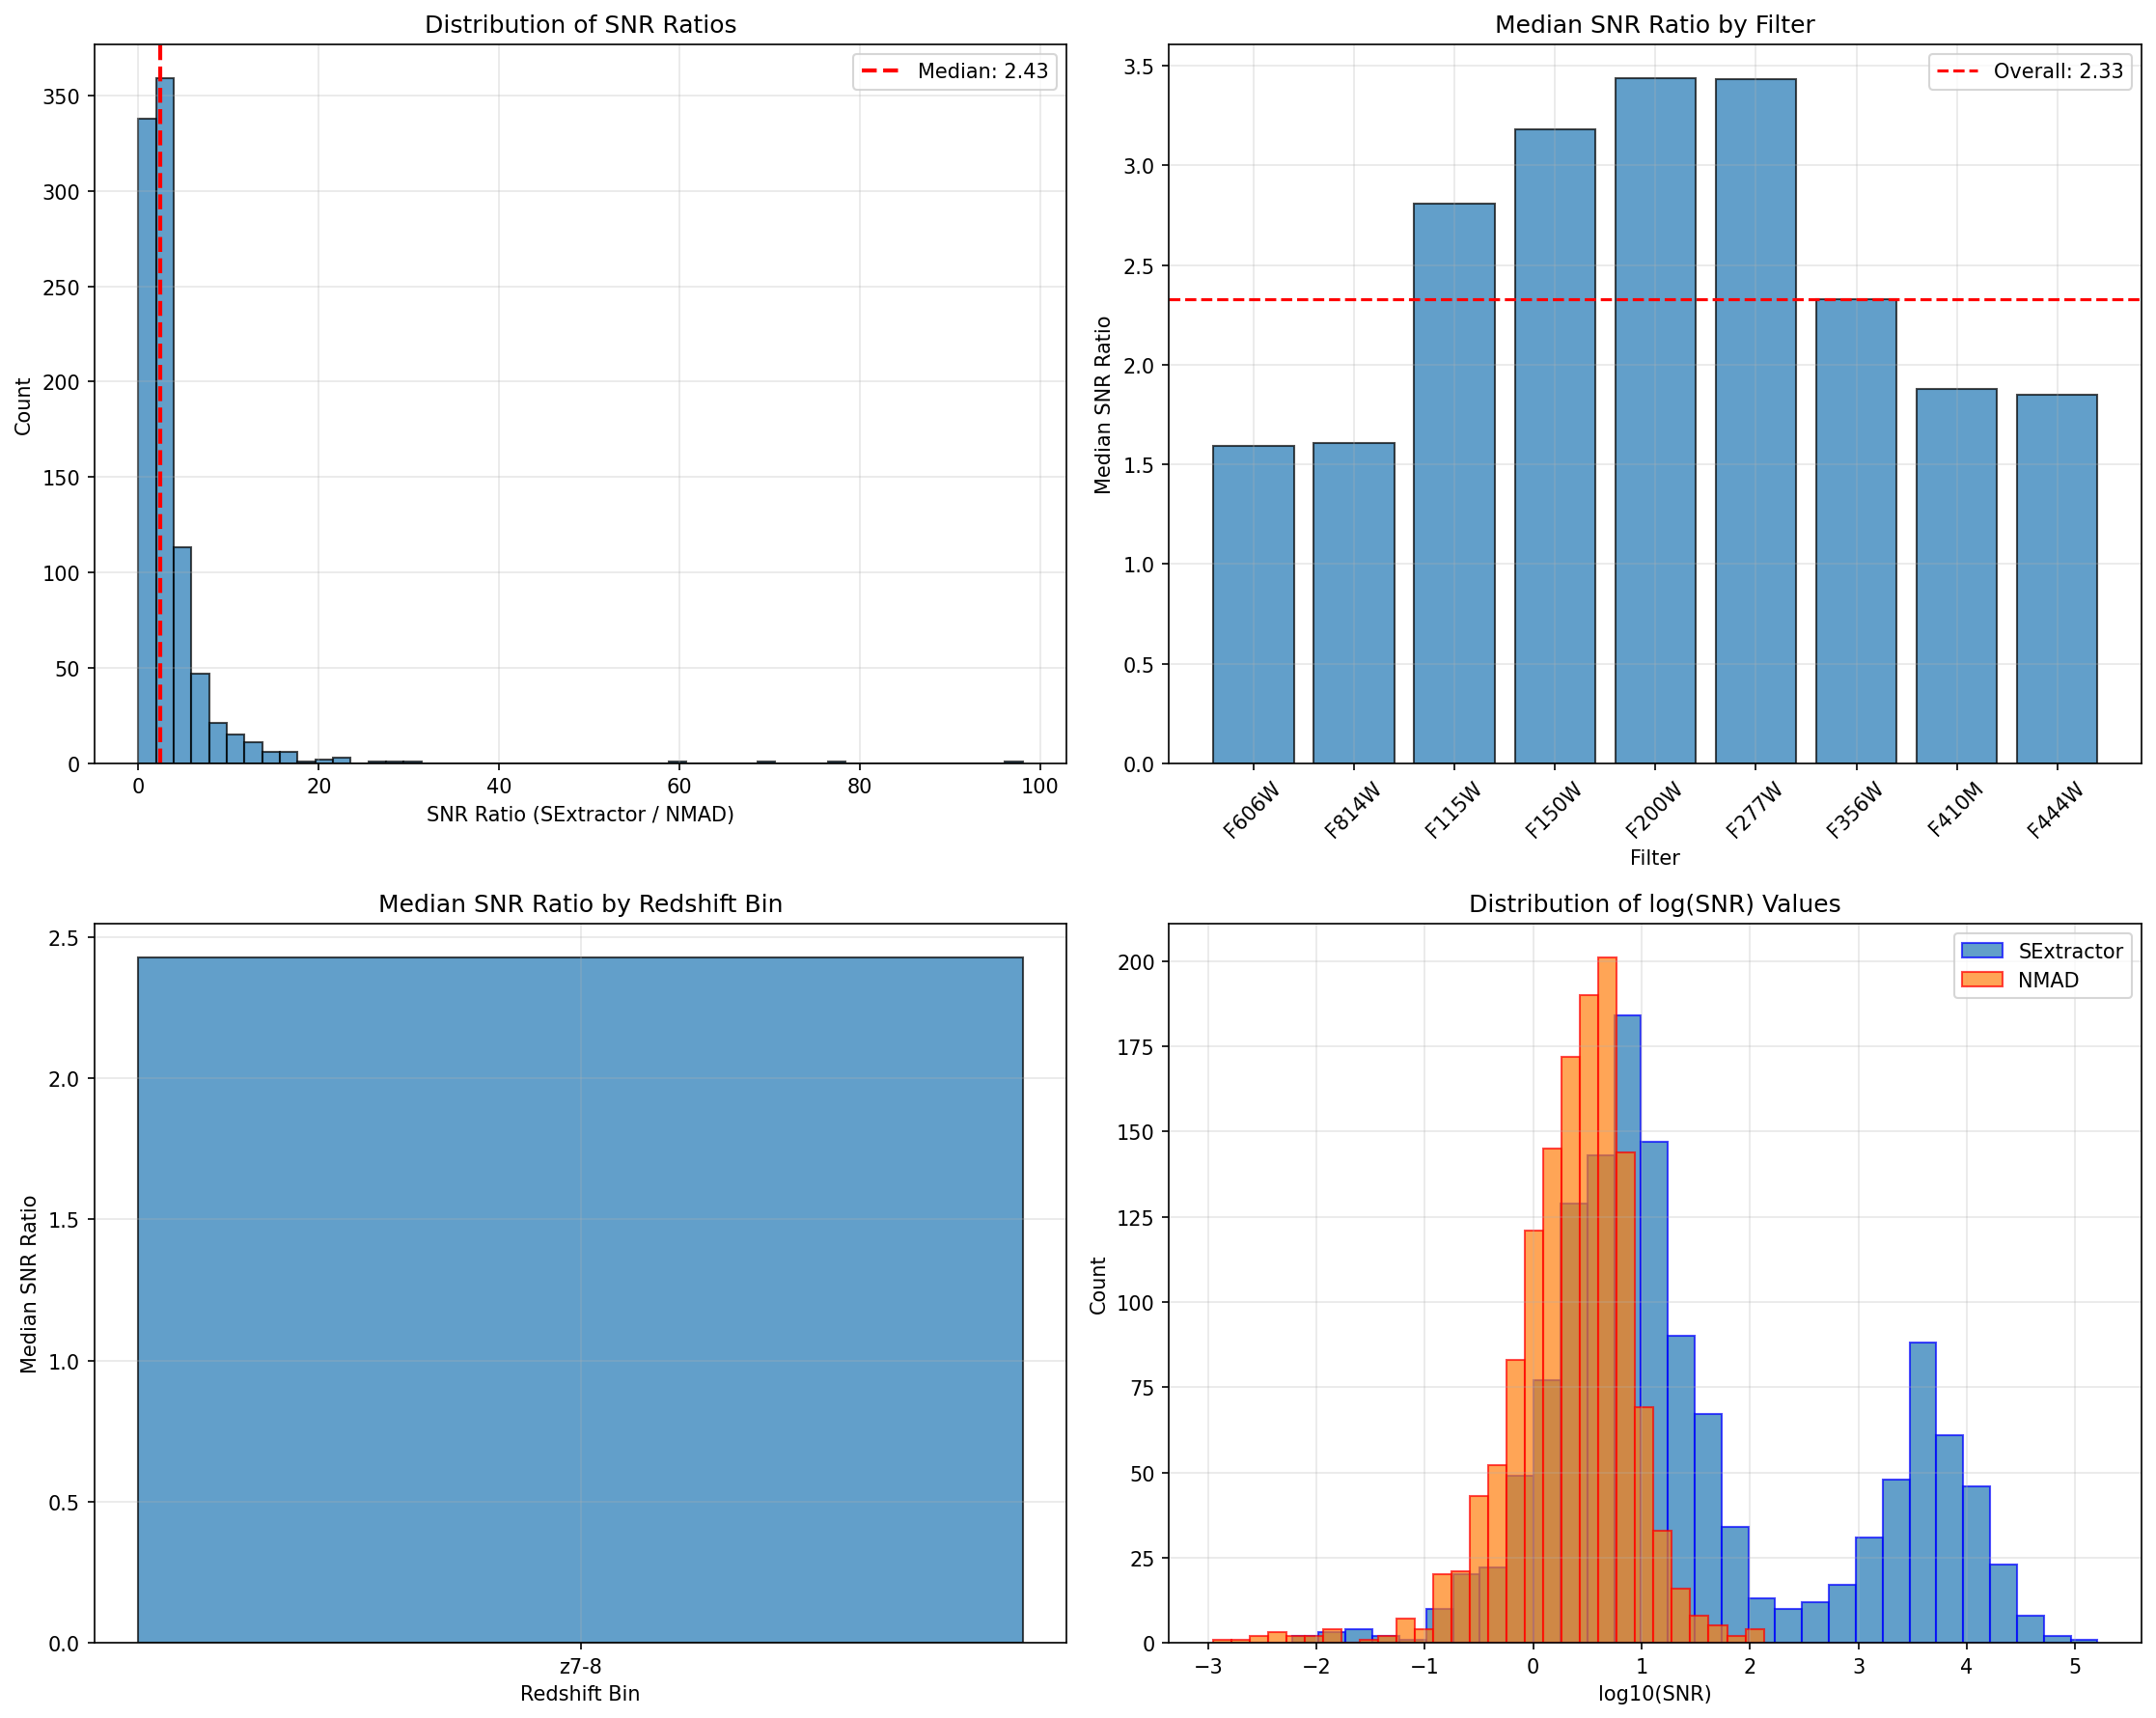 Distribution of SNR Ratios
Median: 2.43
350
300
250
200
150
100
50
0
Count
0 20 40 60 80 100
SNR Ratio (SExtractor / NMAD)
Median SNR Ratio by Filter
Overall: 2.33
3.5
3.0
2.5
2.0
1.5
1.0
0.5
0.0
Median SNR Ratio
F606W F814W F115W F150W F200W F277W F356W F410M F444W
Filter
Median SNR Ratio by Redshift Bin
2.5
2.0
1.5
1.0
0.5
0.0
Median SNR Ratio
z7-8
Redshift Bin
Distribution of log(SNR) Values
SExtractor
NMAD
200
175
150
125
100
75
50
25
0
Count
−3 −2 −1 0 1 2 3 4 5
log10(SNR)